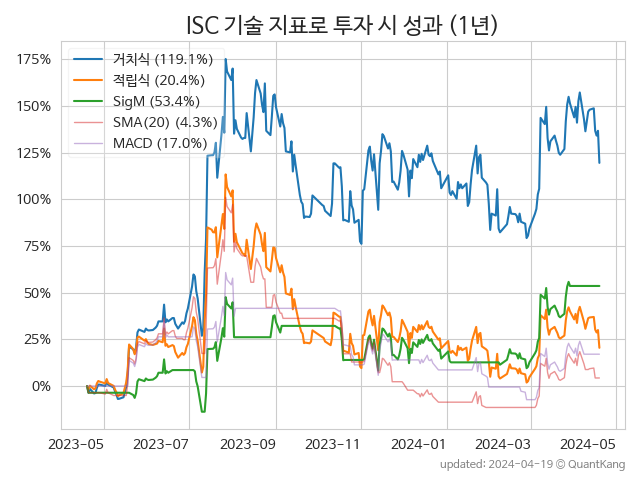 ISC 기술 지표로 투자 시 성과 (1년)
175%
150%
125%
100%
75%
50%
25%
0%
거치식 (119.1%)
적립식 (20.4%)
SigM (53.4%)
SMA(20) (4.3%)
MACD (17.0%)
2023-05 2023-07 2023-09 2023-11 2024-01 2024-03 2024-05
updated: 2024-04-19 © QuantKang